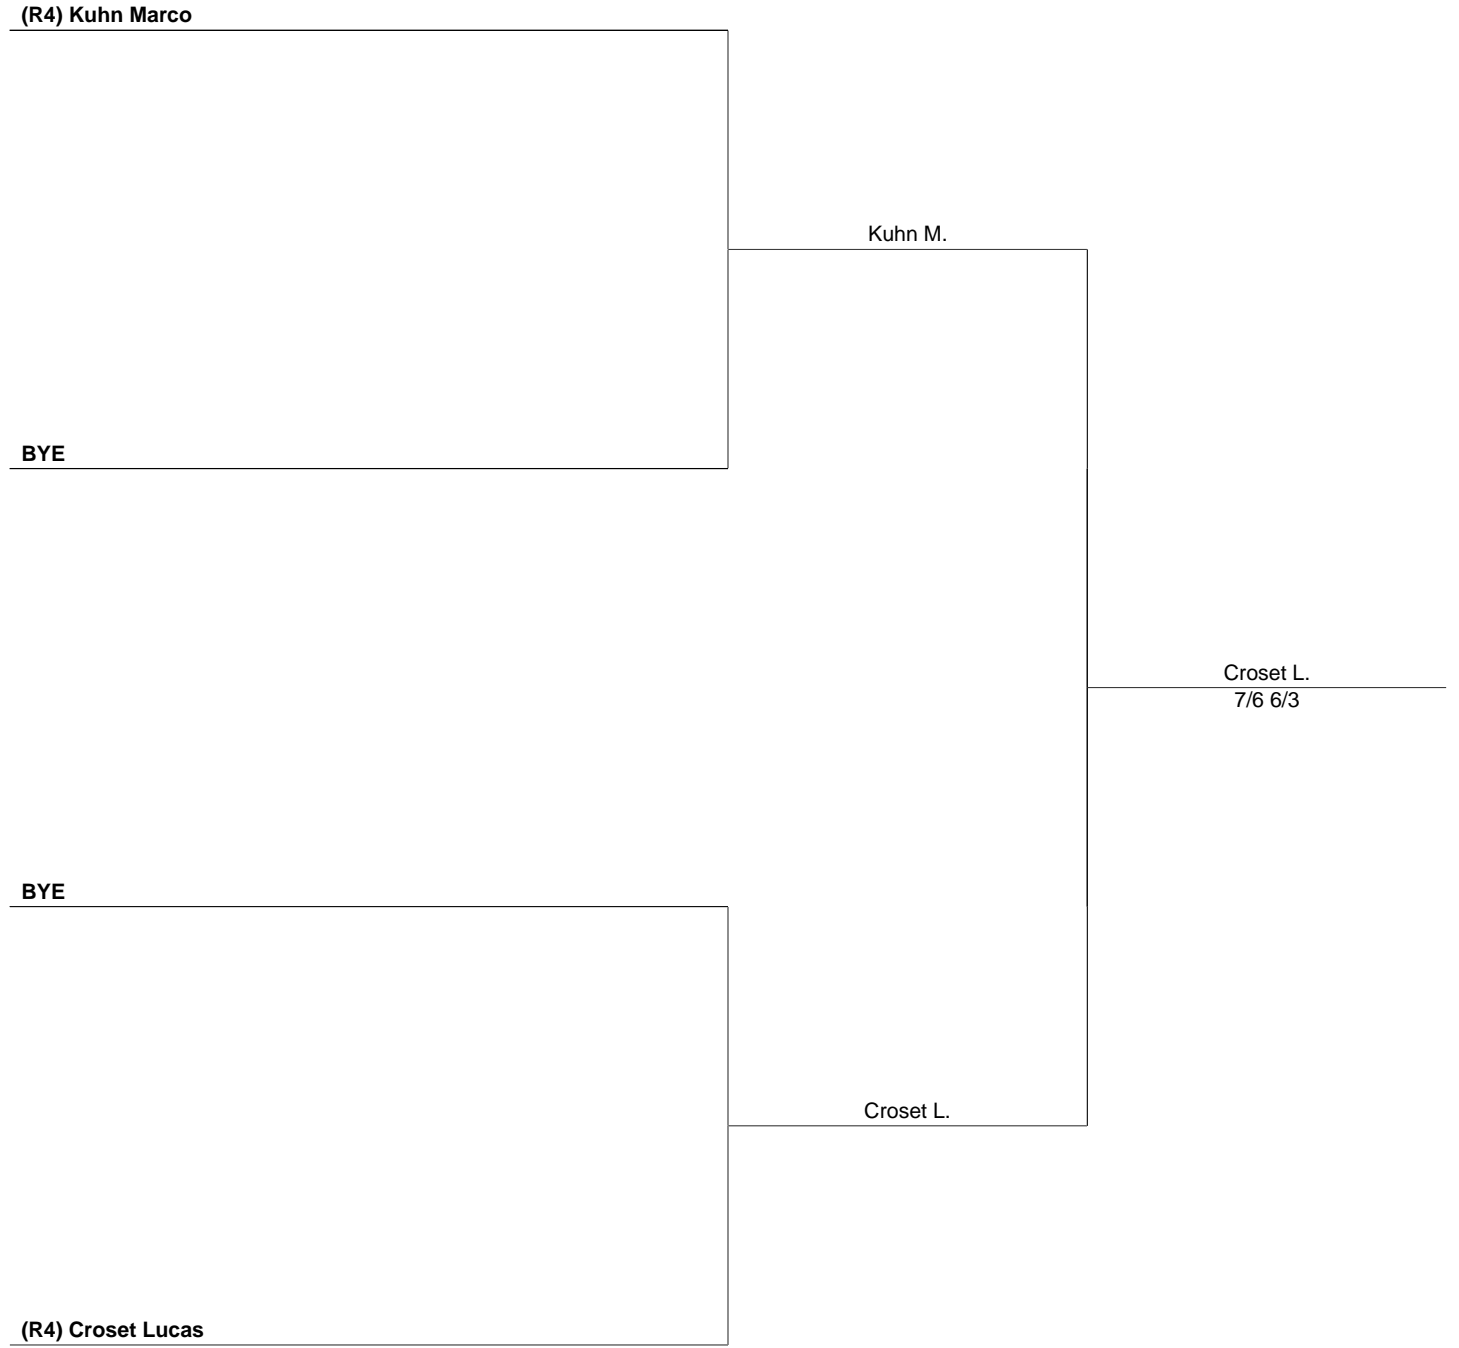 (R4) Kuhn Marco
Kuhn M.
BYE
Croset L.
7/6 6/3
BYE
Croset L.
(R4) Croset Lucas